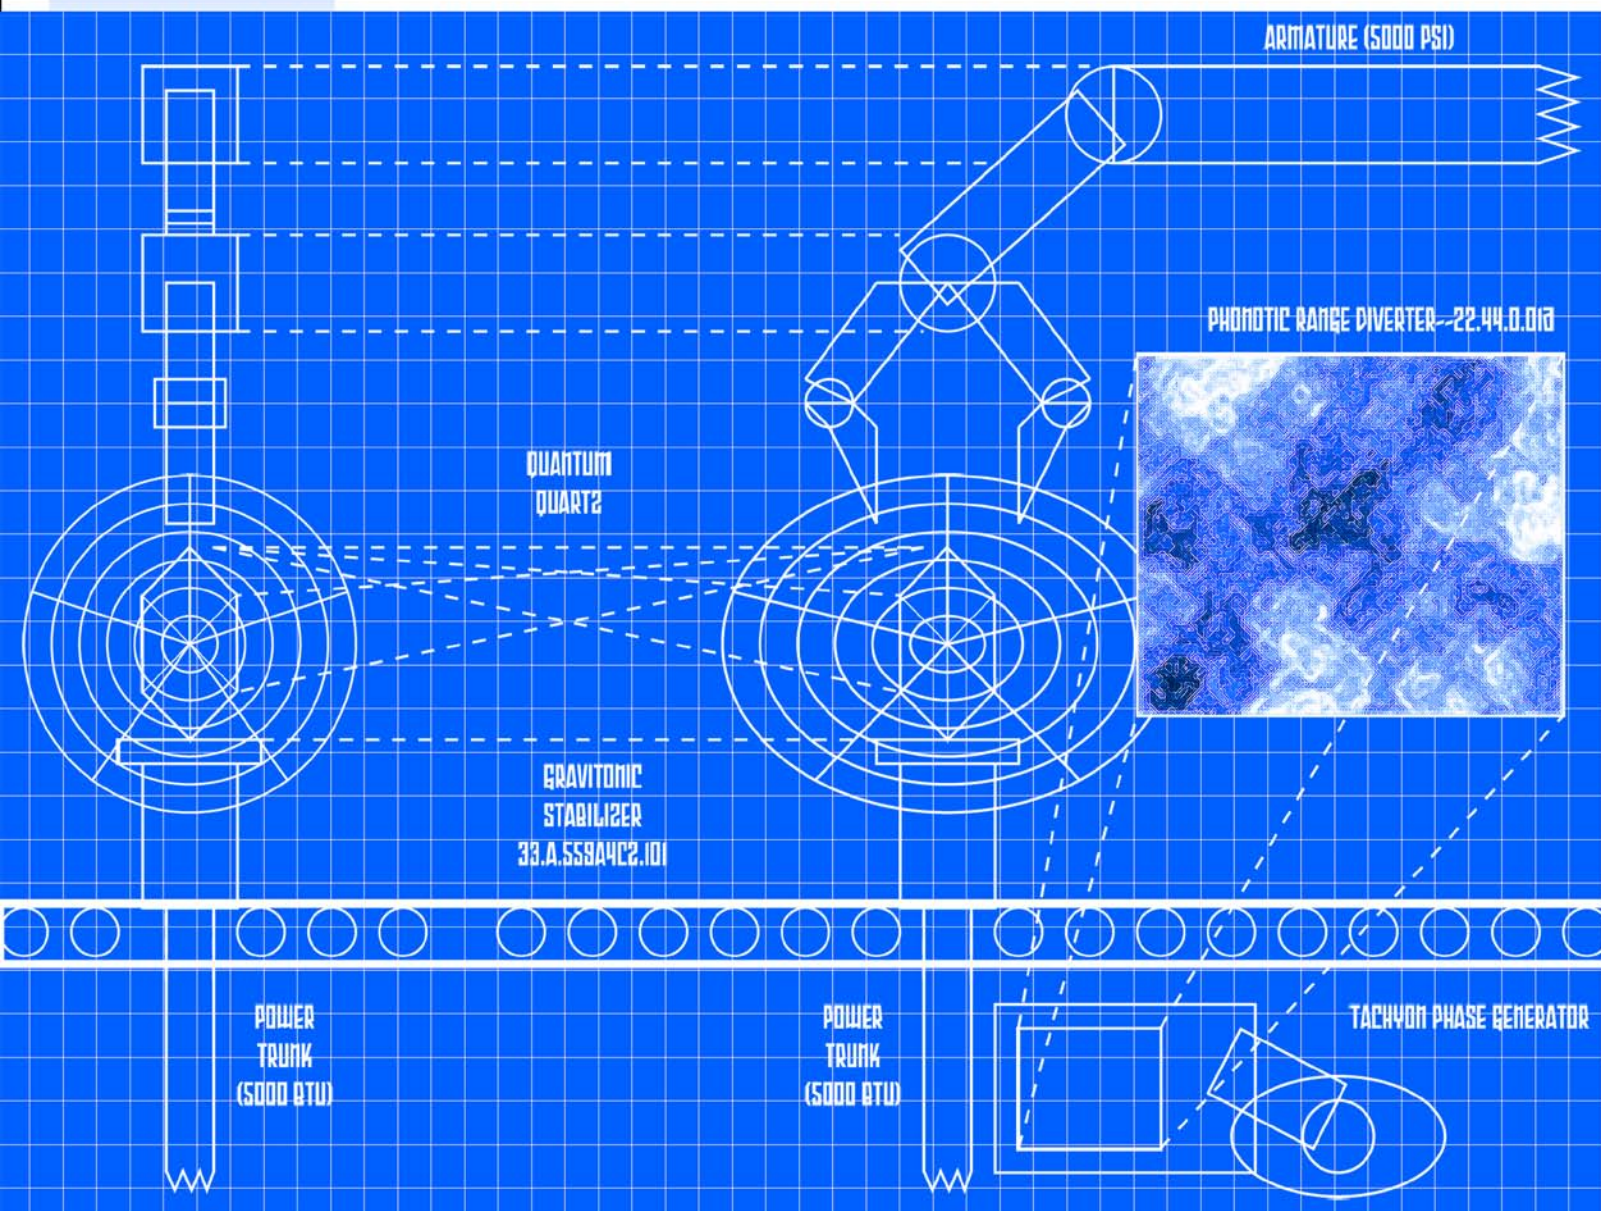 ARMATURE (5000 PSI)
PHONOTIC RANGE DIVERTER--22.44.0.01a
QUANTUM
QUARTZ
GRAVITONIC
STABILIZER
33.A.559A4C2.101
POWER
TRUNK
(5000 BTU)
POWER
TRUNK
(5000 BTU)
TACHYON PHASE GENERATOR